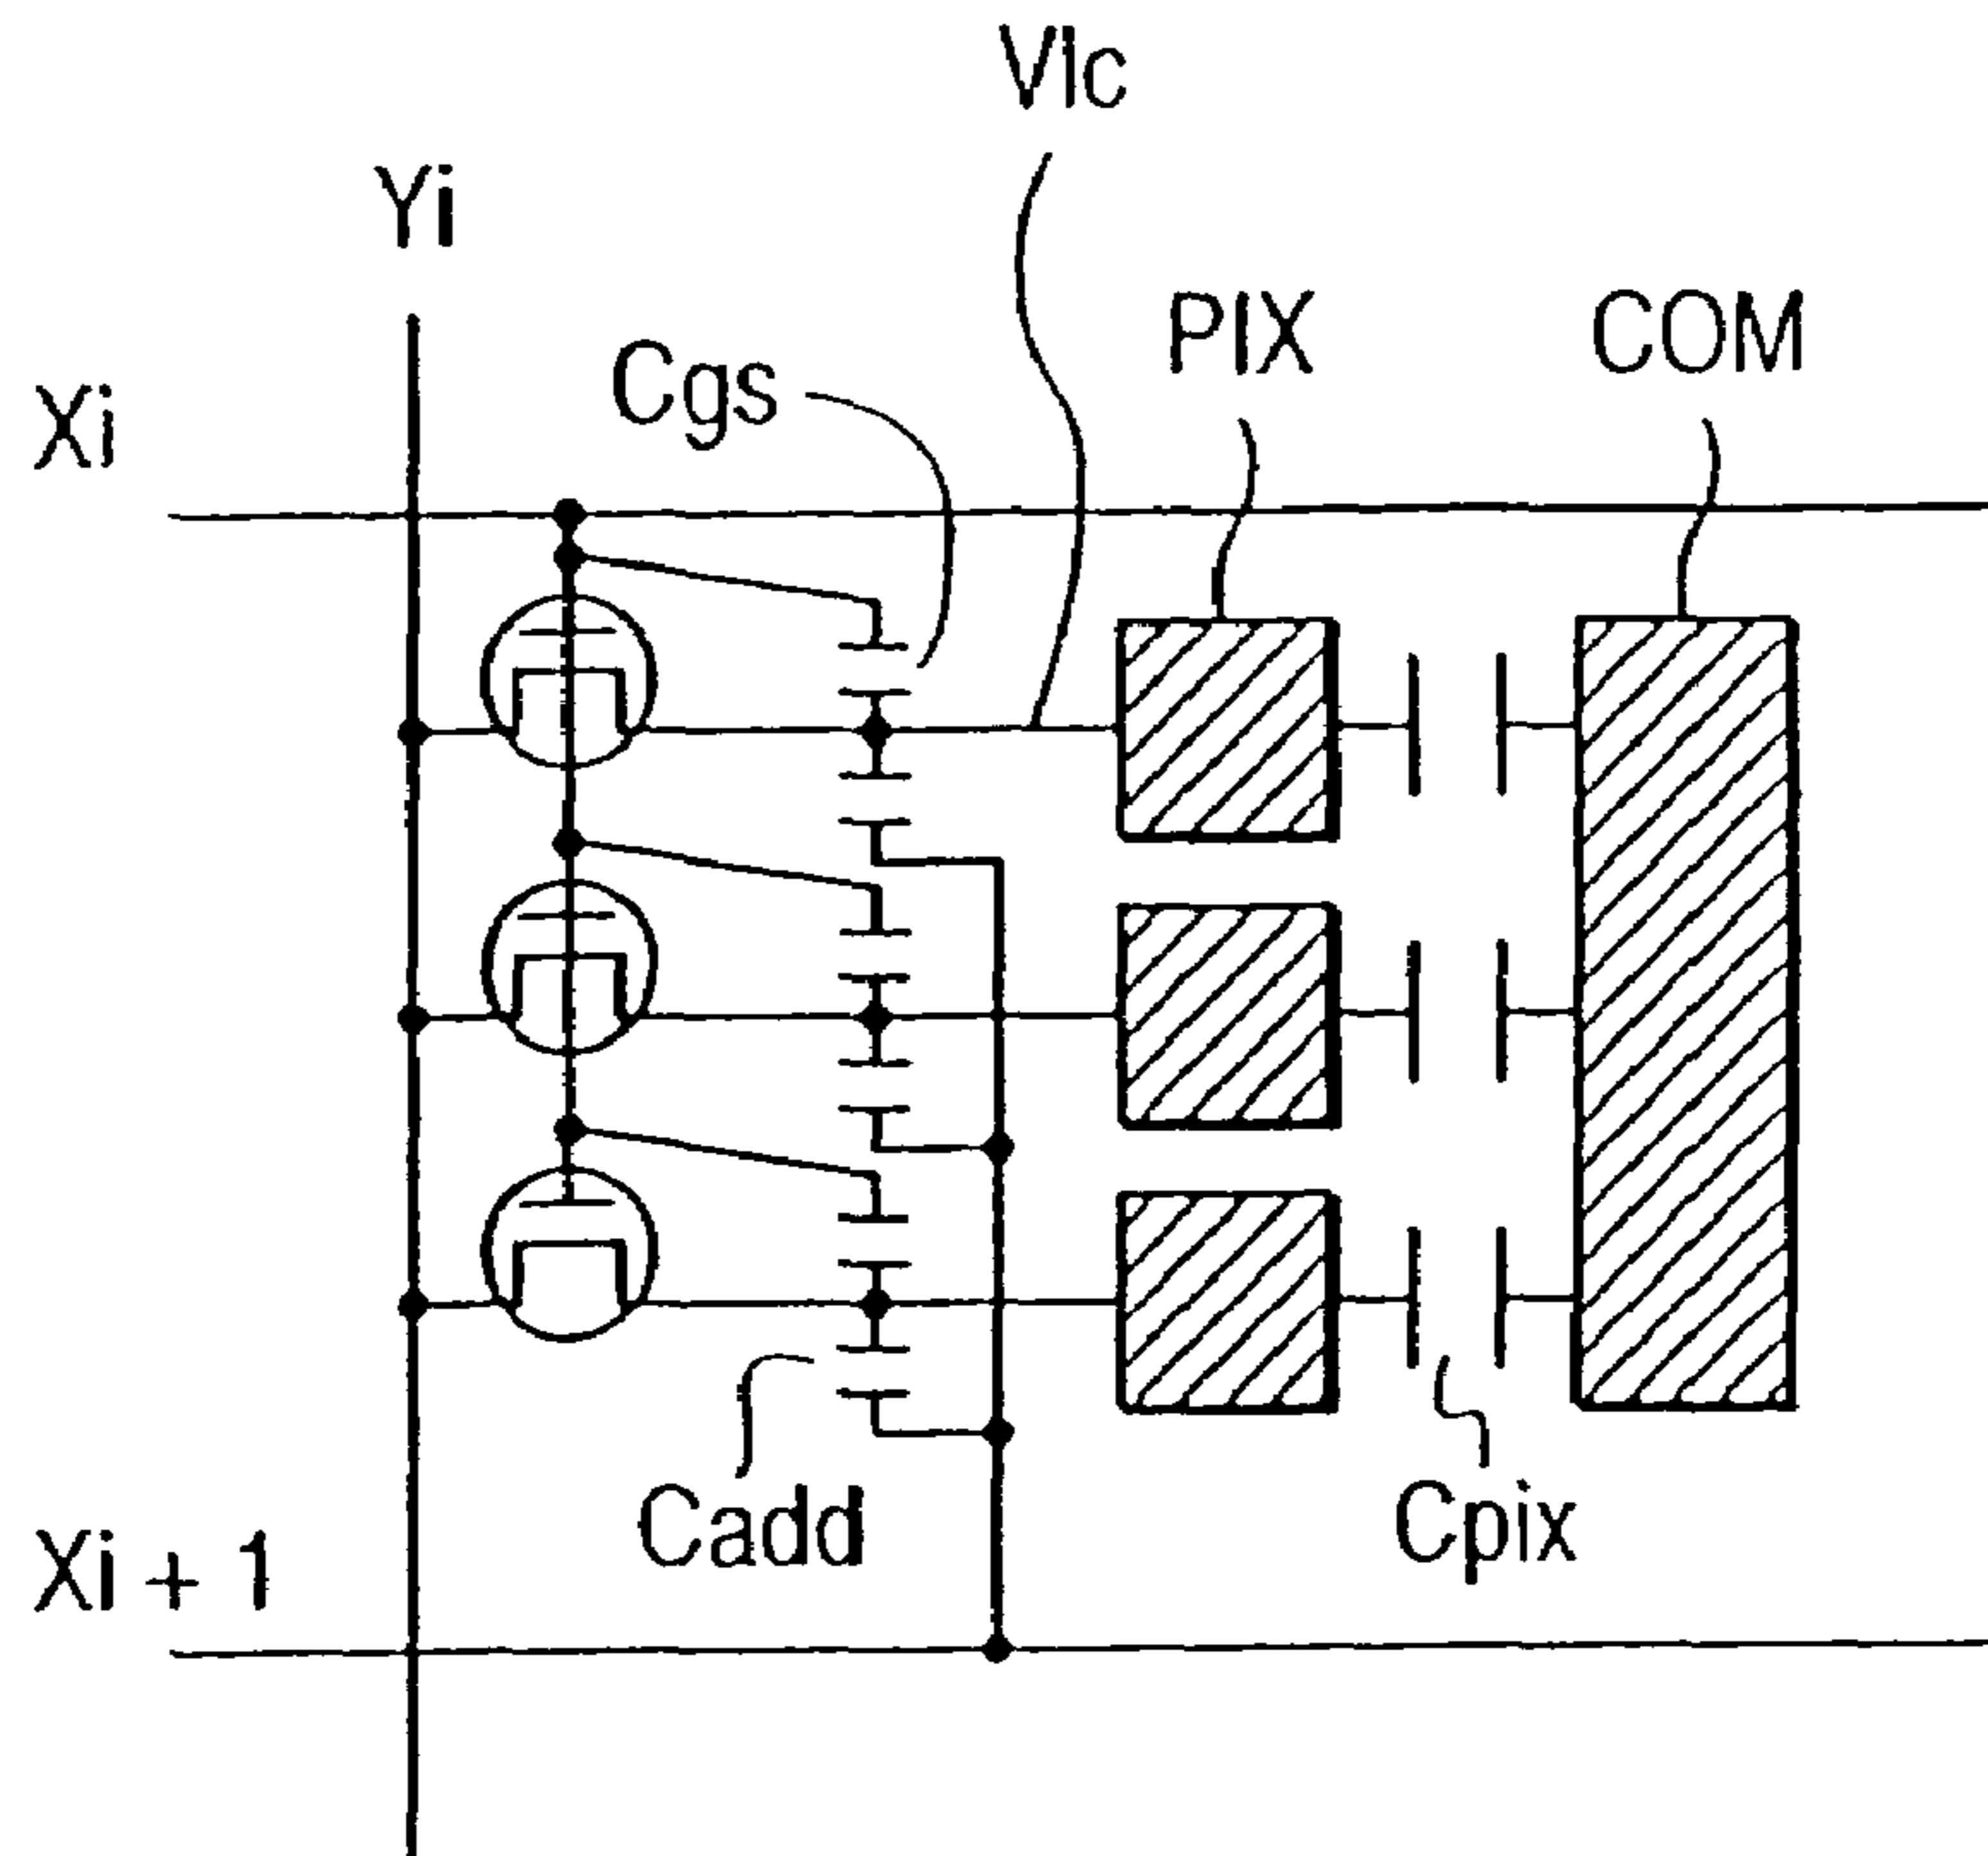 Vlc
Yi
PIX
COM
Cgs
Xi
Cadd
Cpix
Xi + 1